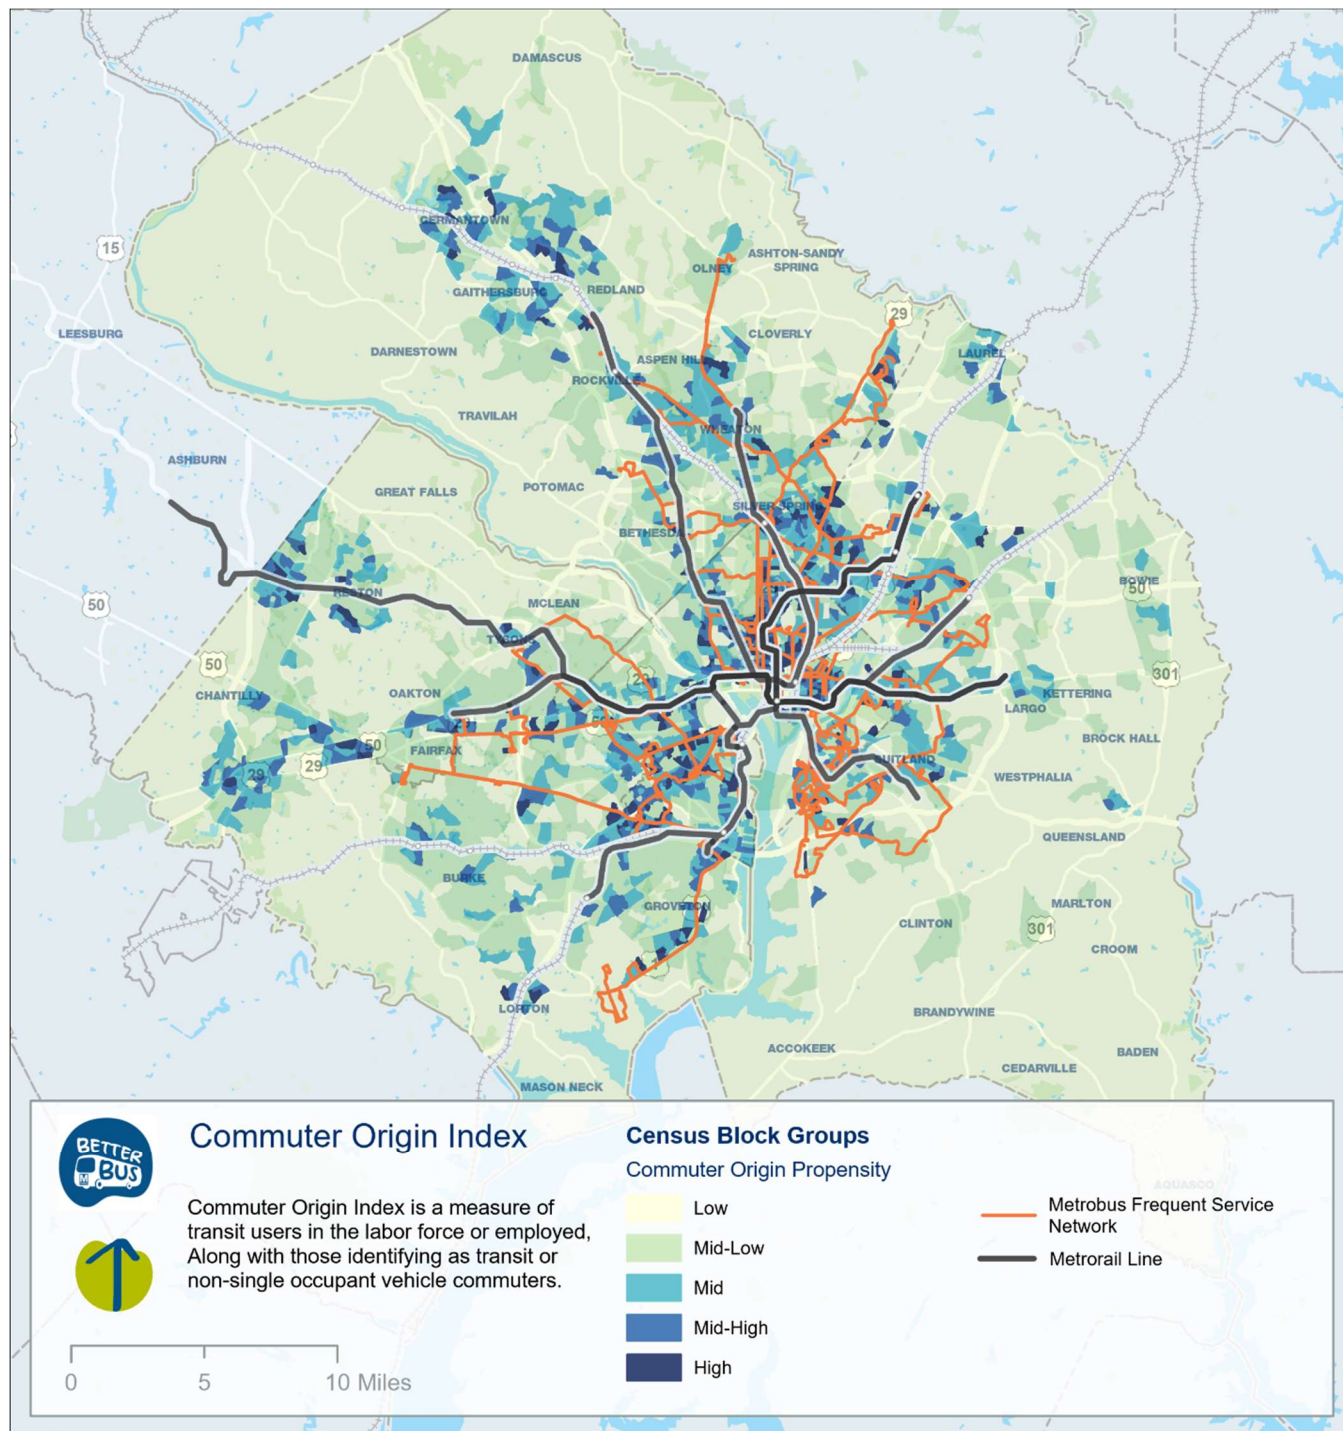 DAMASCUS
GERMANTOWN
15
OLNEY
ASHTON-SANDY
SPRING
GAITHERSBURG
REDLAND
29
LEESBURG
CLOVERLY
DARNESTOWN
ASPEN HILL
LAUREL
ROCKVILLE
TRAVILAH
WHEATON
ASHBURN
GREAT FALLS
POTOMAC
SILVER SPRING
BETHESDA
RESTON
50
MCLEAN
BOWIE
50
TYSONS
50
29
301
CHANTILLY
OAKTON
KETTERING
LARGO
29
50
50
FAIRFAX
BROCK HALL
29
29
SUITLAND
WESTPHALIA
QUEENSLAND
BURKE
GROVETON
MARLTON
CLINTON
301
CROOM
1
LORTON
BRANDYWINE
ACCOKEEK
BADEN
CEDARVILLE
MASON NECK
BETTER
BUS
M
Commuter Origin Index
Commuter Origin Index is a measure of
transit users in the labor force or employed,
Along with those identifying as transit or
non-single occupant vehicle commuters.
0 5 10 Miles
Census Block Groups
Commuter Origin Propensity
Low
Mid-Low
Mid
Mid-High
High
AQUASCO
Metrobus Frequent Service
Network
Metrorail Line